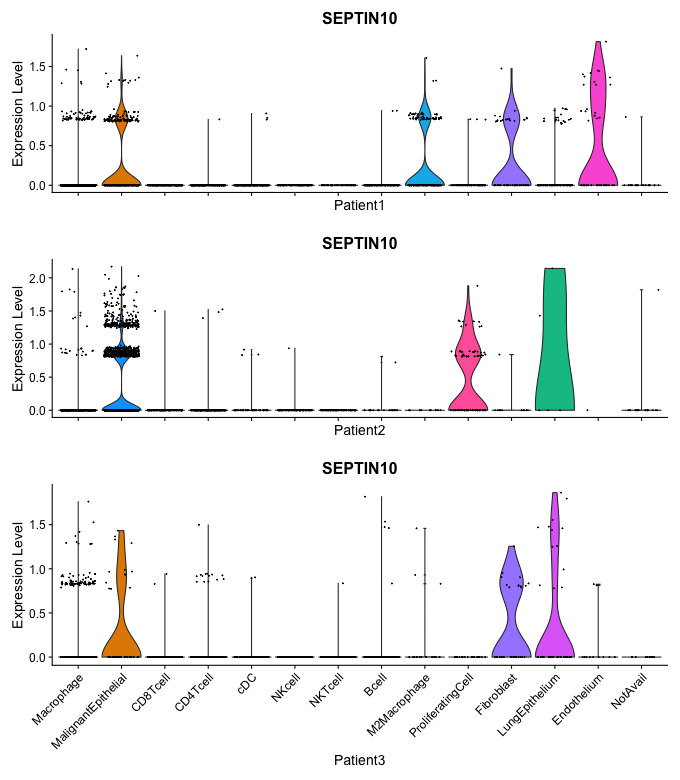 SEPTIN10
Expression Level
1.5
1.0
0.5
0.0
Patient1
SEPTIN10
Expression Level
2.0
1.5
1.0
0.5
0.0
Patient2
SEPTIN10
Expression Level
1.5
1.0
0.5
0.0
Macrophage
MalignantEpithelial
CD8Tcell
CD4Tcell
cDC
NKcell
NKTcell
Bcell
M2Macrophage
ProliferatingCell
Fibroblast
LungEpithelium
Endothelium
NotAvail
Patient3